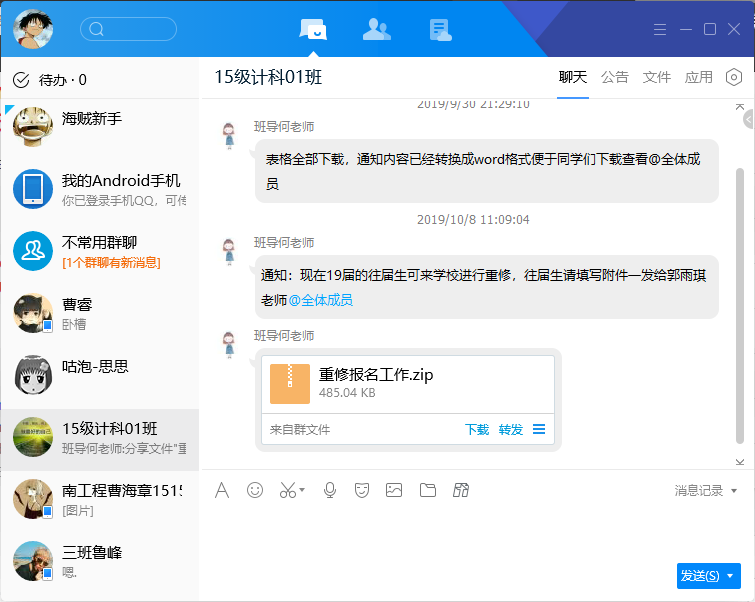 待办 · 0
海贼新手
我的Android手机
你已登录手机QQ，可传
不常用群聊
[1个群聊有新消息]
曹睿
卧槽
咕泡-思思
15级计科01班
班导何老师:分享文件"重
南工程曹海章1515
[图片]
三班鲁峰
嗯.
15级计科01班
聊天 公告 文件 应用
2019/9/30 21:29:10
班导何老师
表格全部下载，通知内容已经转换成word格式便于同学们下载查看@全体成
员
2019/10/8 11:09:04
班导何老师
通知：现在19届的往届生可来学校进行重修，往届生请填写附件一发给郭雨琪
老师@全体成员
班导何老师
重修报名工作.zip
485.04 KB
来自群文件 下载 转发
消息记录
发送(S)